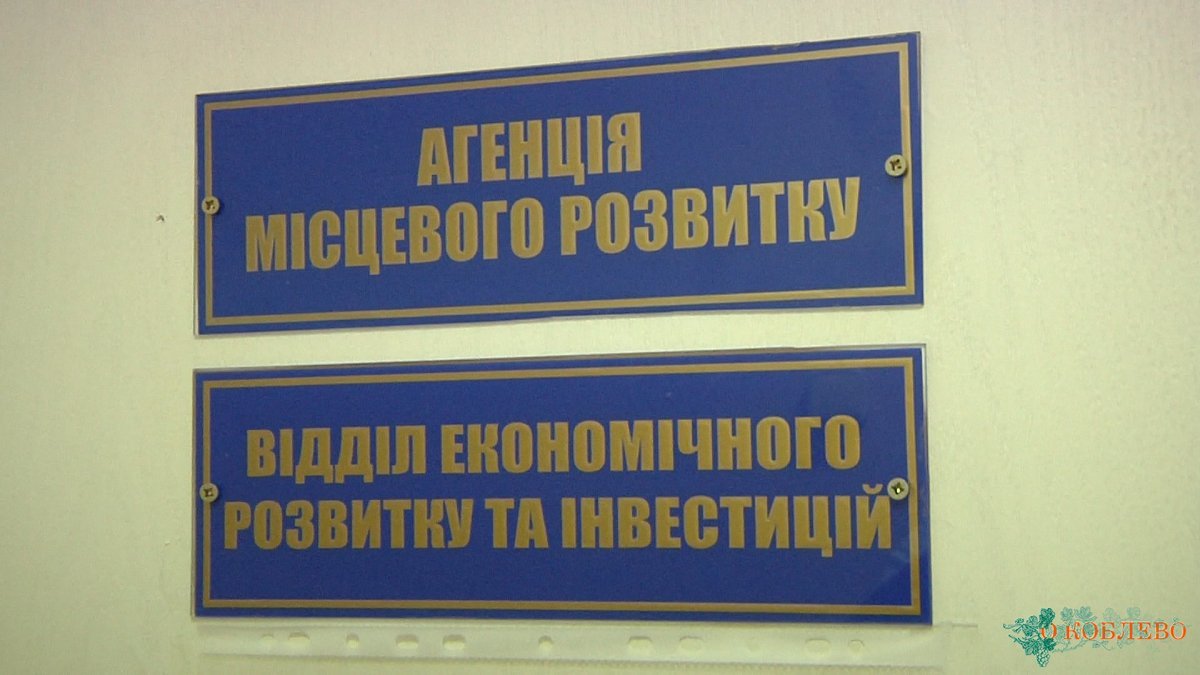 АГЕНЦІЯ
МІСЦЕВОГО РОЗВИТКУ
ВІДДІЛ ЕКОНОМІЧНОГО
РОЗВИТКУ ТА ІНВЕСТИЦІЙ
О КОБЛЕВО